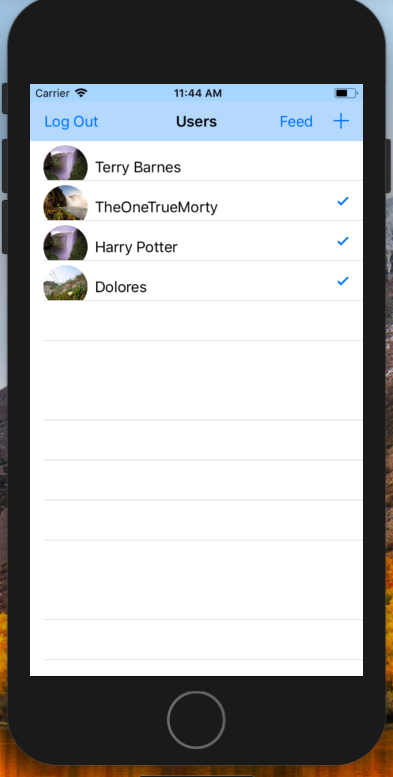 Carrier 11:44 AM
Log Out Users Feed +
Terry Barnes
TheOneTrueMorty
Harry Potter
Dolores